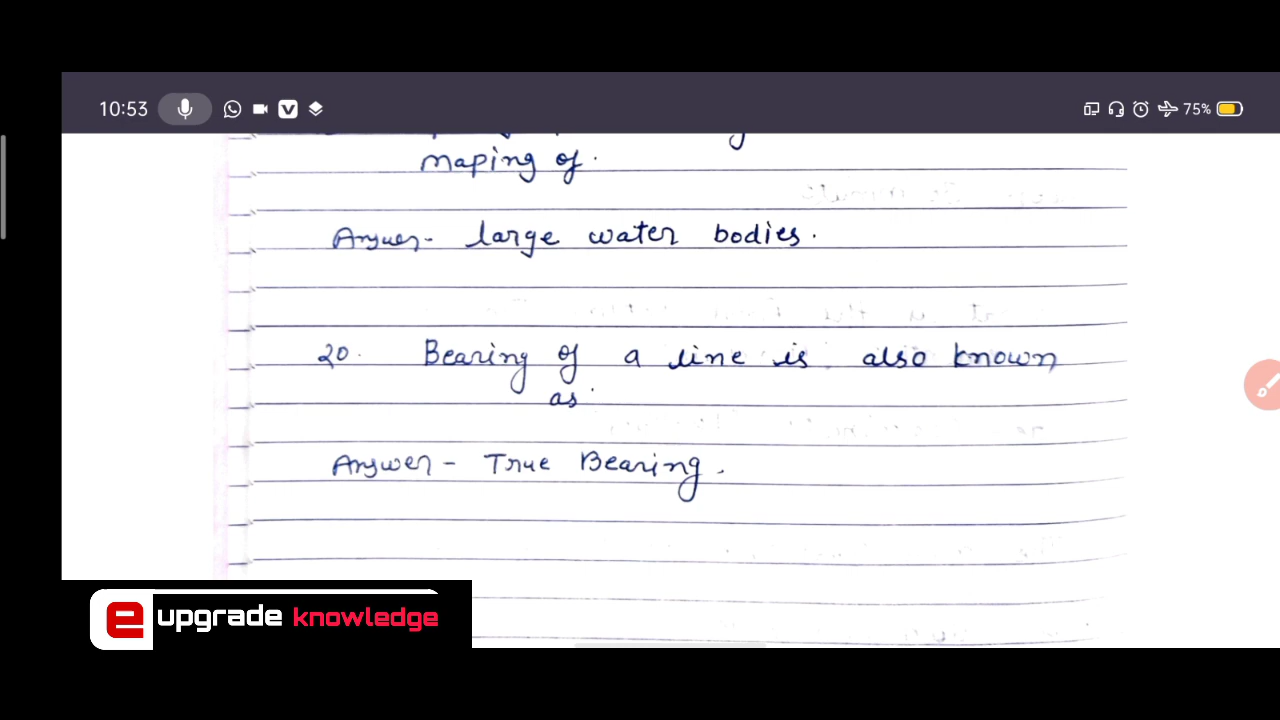 10:53
75%
maping of.
Answer- large water bodies.
20. Bearing of a line is also known
as.
Answer - True Bearing.
e upgrade knowledge